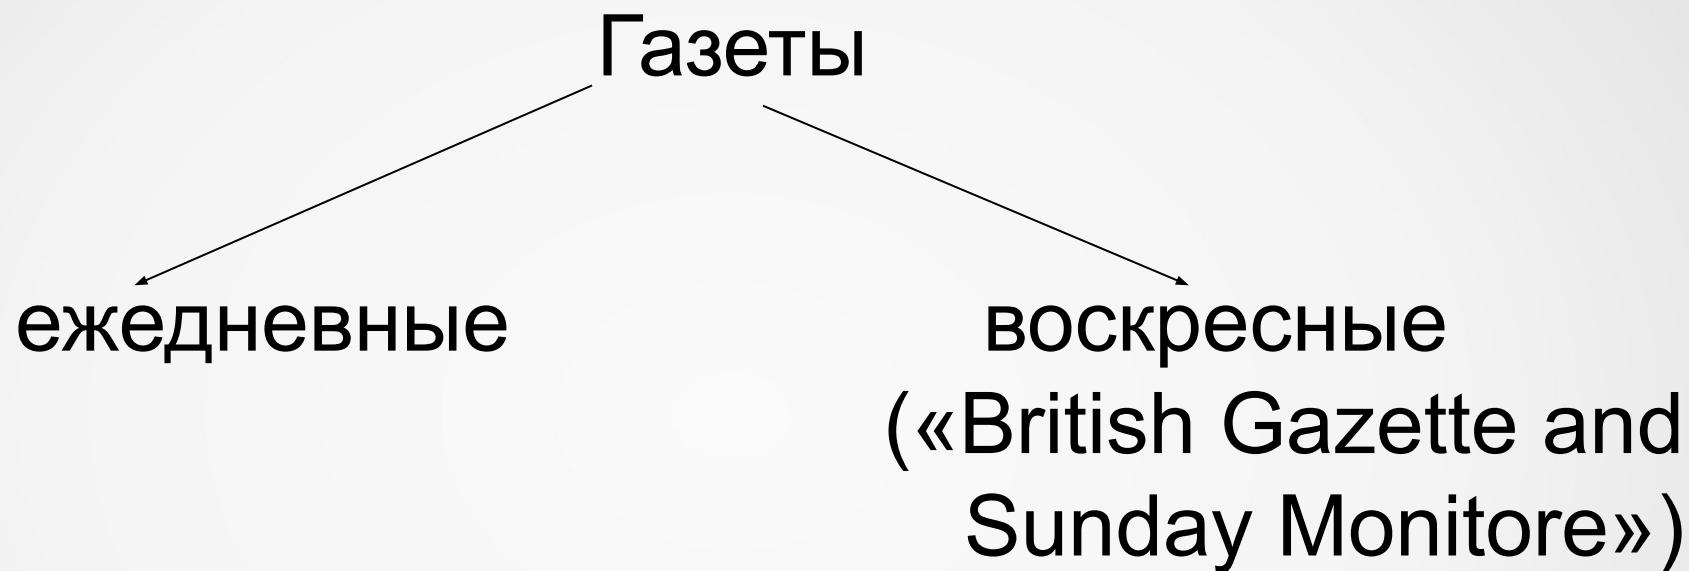 Газеты
ежедневные
воскресные
(«British Gazette and
Sunday Monitore»)